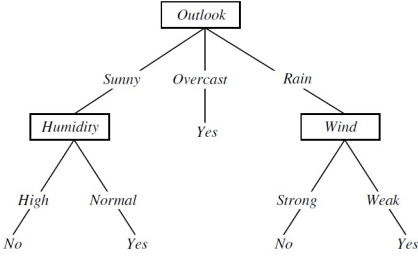 Outlook
Sunny Overcast Rain
Humidity Yes Wind
High Normal Strong Weak
No Yes No Yes